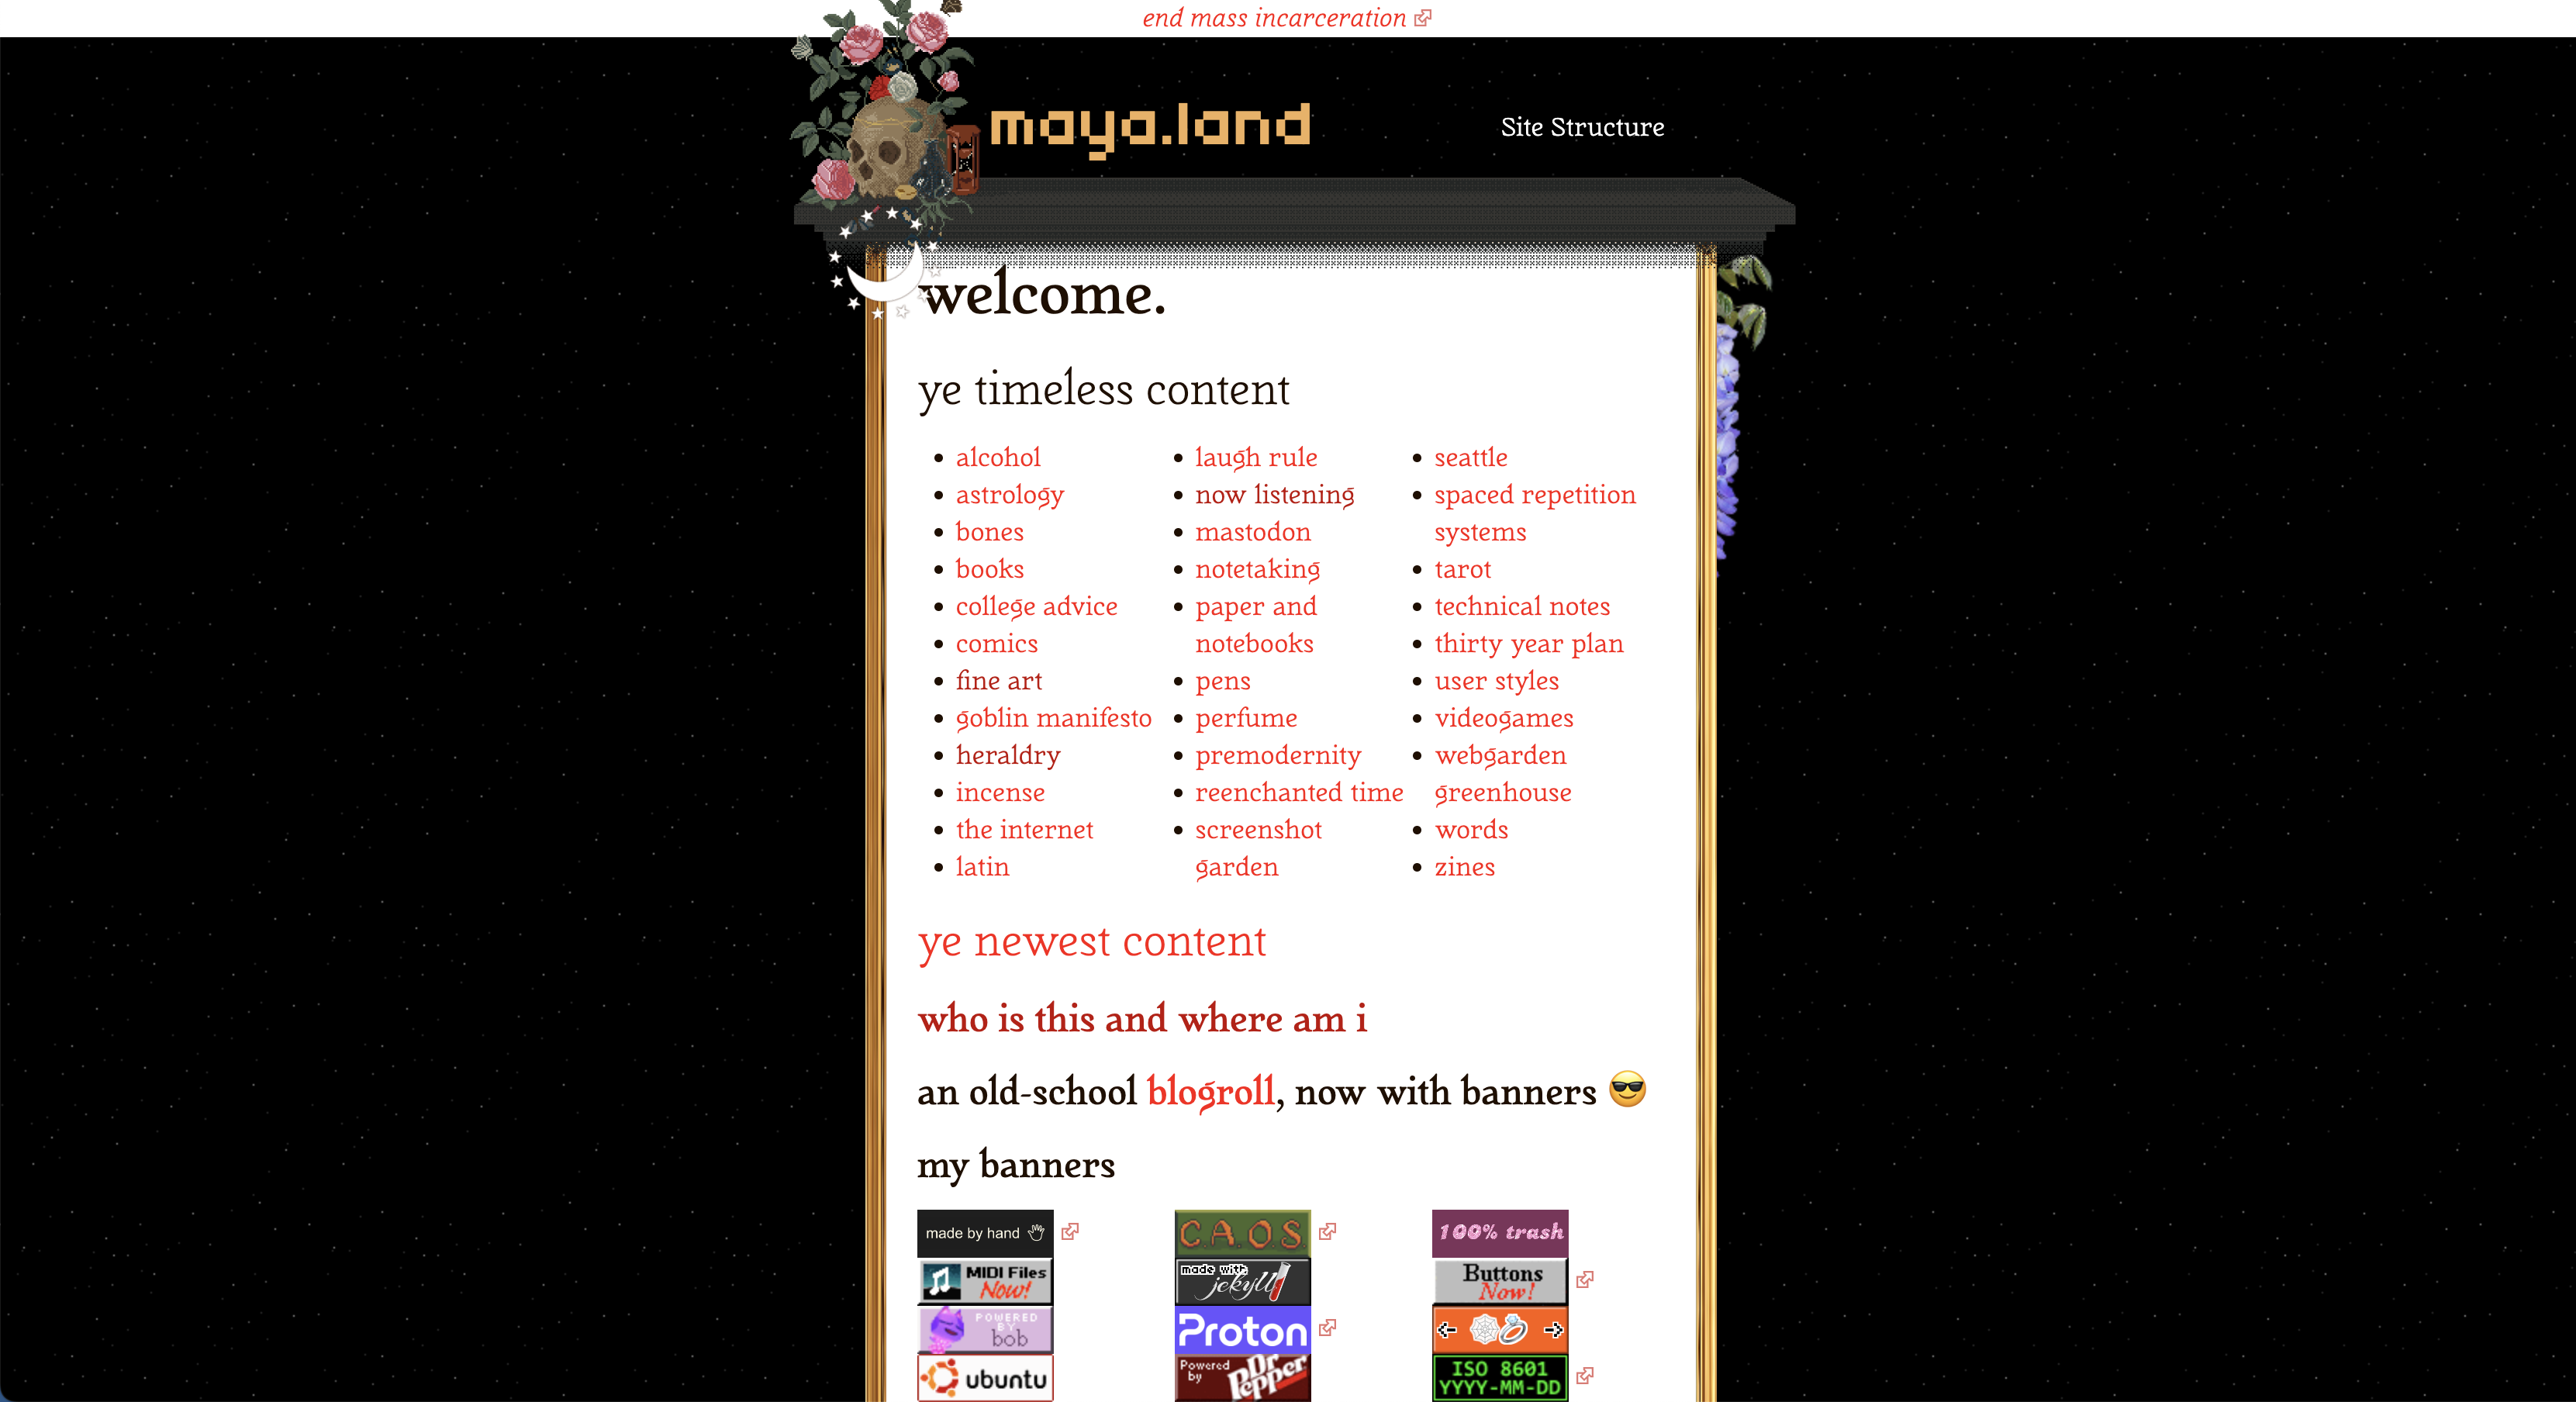 end mass incarceration
maya.land
Site Structure
welcome.
ye timeless content
alcohol
astrology
bones
books
college advice
comics
fine art
goblin manifesto
heraldry
incense
the internet
latin
laugh rule
now listening
mastodon
notetaking
paper and
notebooks
pens
perfume
premodernity
reenchanted time
screenshot
garden
seattle
spaced repetition
systems
tarot
technical notes
thirty year plan
user styles
videogames
webgarden
greenhouse
words
zines
ye newest content
who is this and where am i
an old-school blogroll, now with banners 😎
my banners
made by hand
C.A.O.S.
100% trash
MIDI Files
Now!
made with
jekyll
Buttons
Now!
POWERED
BY
bob
Proton
ubuntu
Powered
by
Dr
Pepper
ISO 8601
YYYY-MM-DD